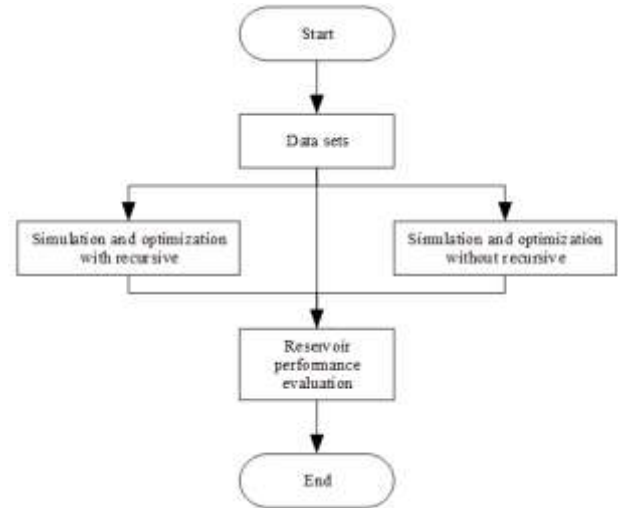 Start
Data sets
Simulation and optimization
with recursive
Simulation and optimization
without recursive
Reservoir
performance
evaluation
End